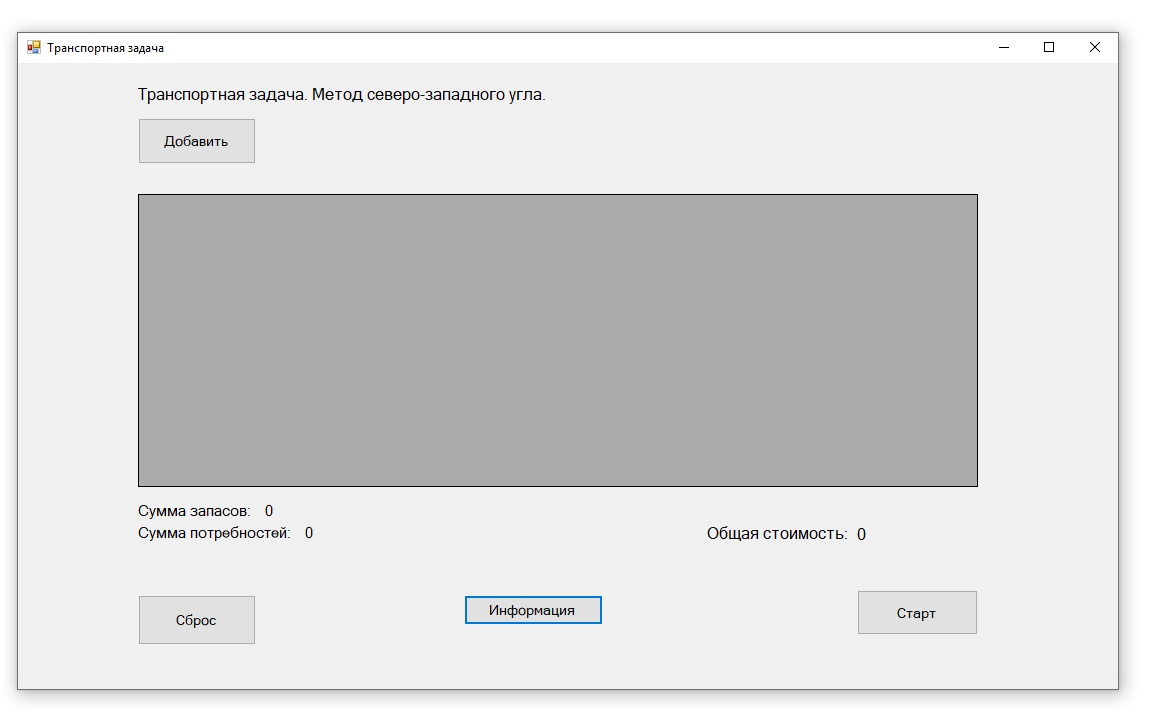 Транспортная задача
Транспортная задача. Метод северо-западного угла.
Добавить
Сумма запасов: 0
Сумма потребностей: 0
Общая стоимость: 0
Сброс
Информация
Старт